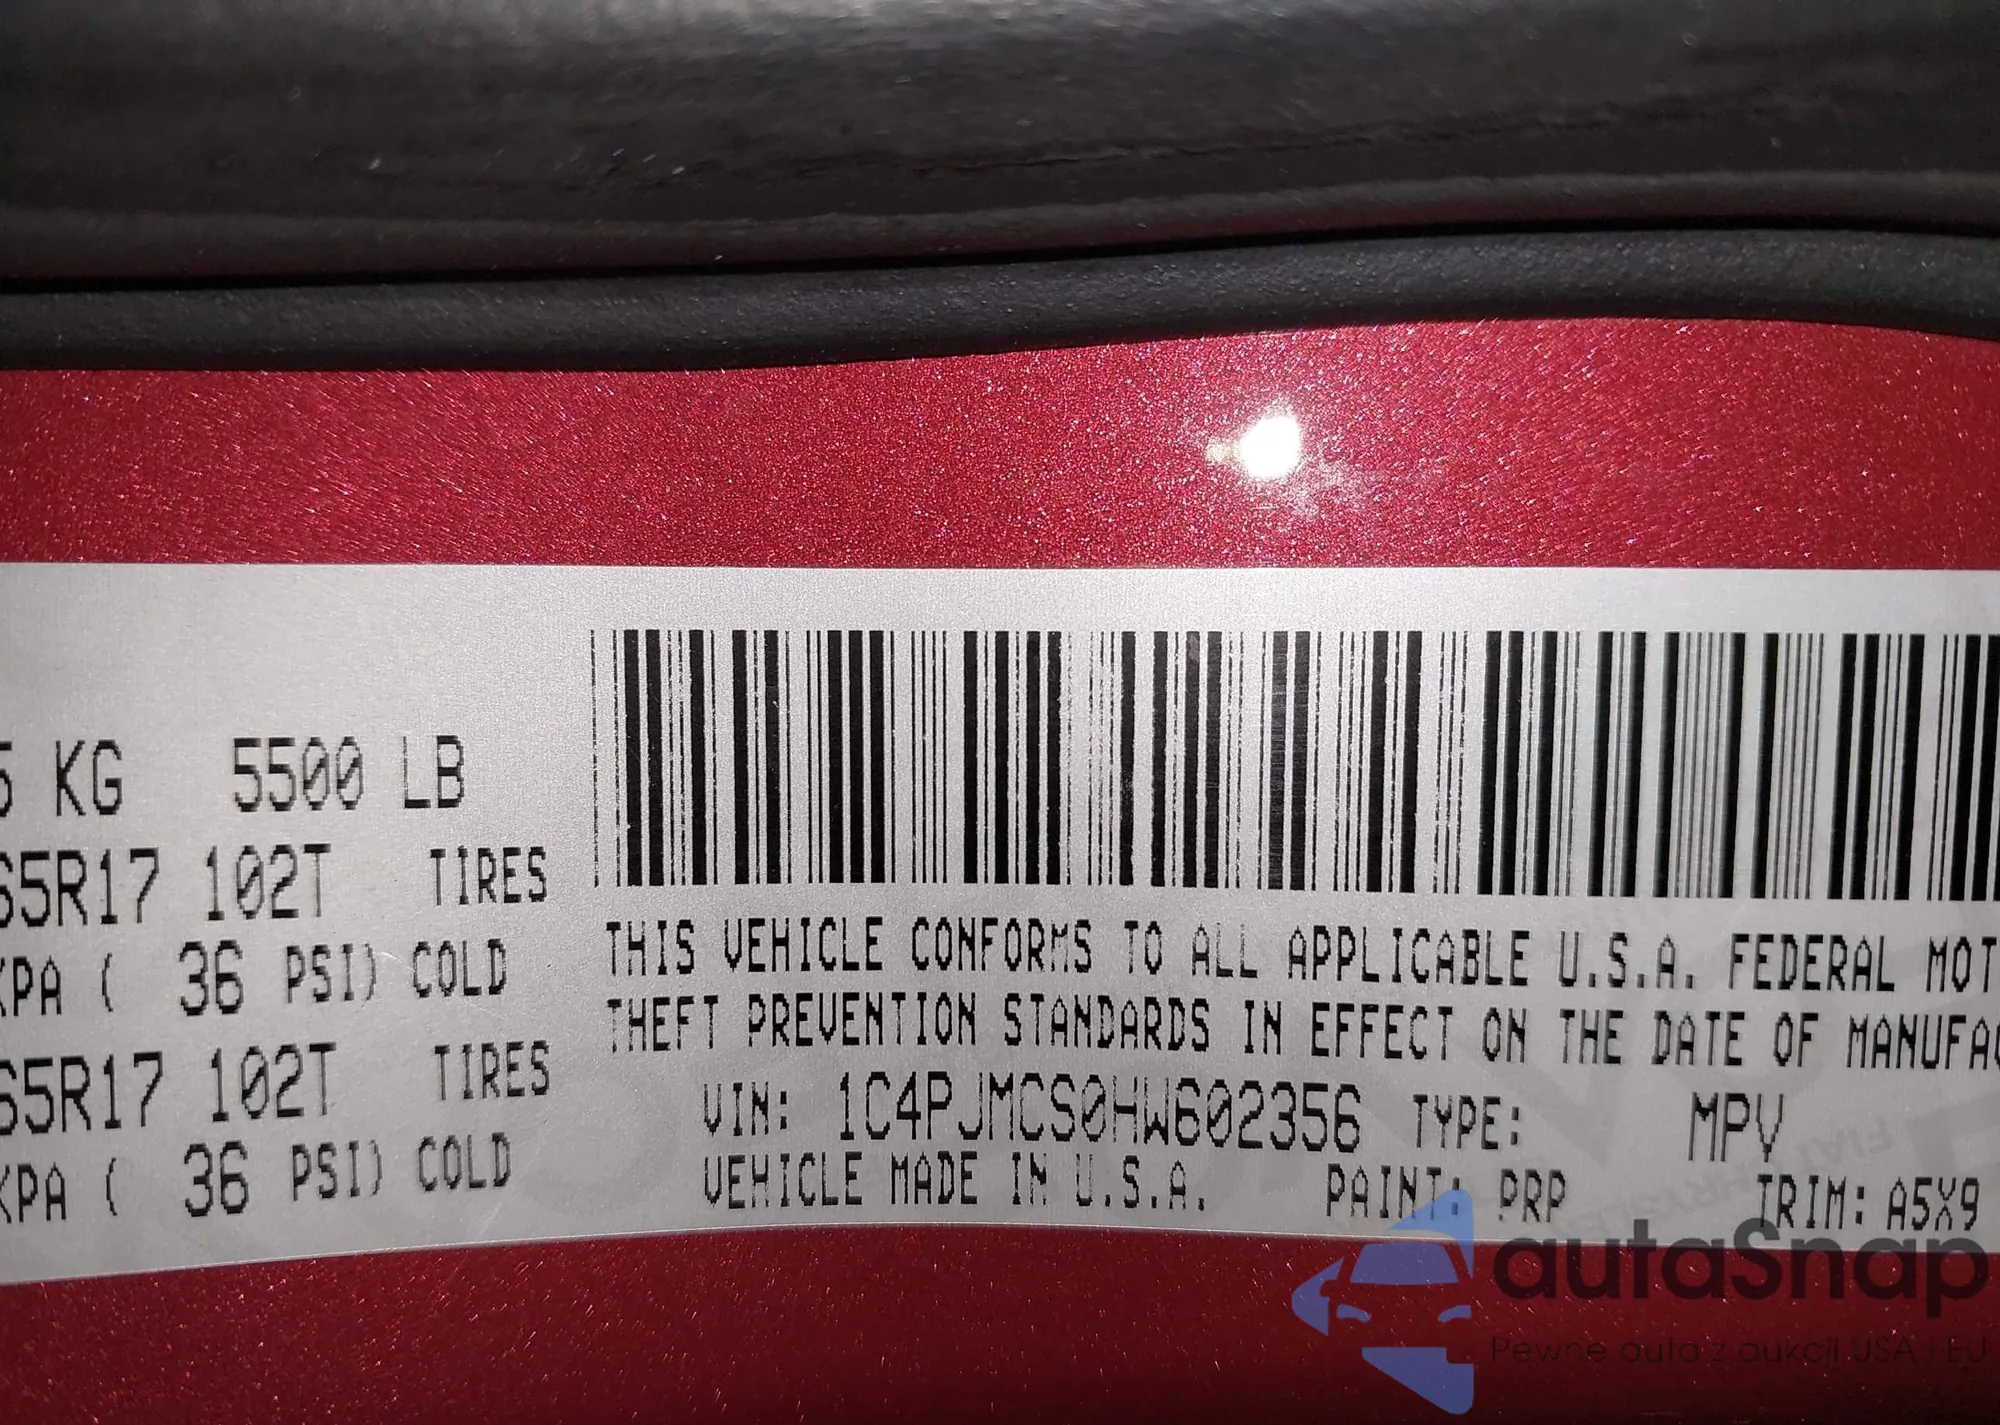 5 KG 5500 LB
65R17 102T TIRES
KPA ( 36 PSI) COLD
65R17 102T TIRES
KPA ( 36 PSI) COLD
THIS VEHICLE CONFORMS TO ALL APPLICABLE U.S.A. FEDERAL MOT
THEFT PREVENTION STANDARDS IN EFFECT ON THE DATE OF MANUFAC
VIN: 1C4PJMCS0HW602356 TYPE: MPV
VEHICLE MADE IN U.S.A. PAINT: PRP TRIM: A5X9
autaSnap
Pewne auta z aukcji USA i EU